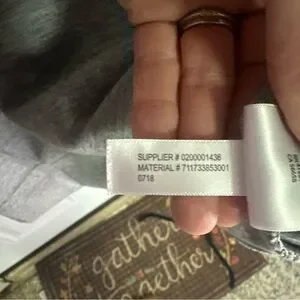 SUPPLIER # 0200001436
MATERIAL # 711733853001
0718
gather
together